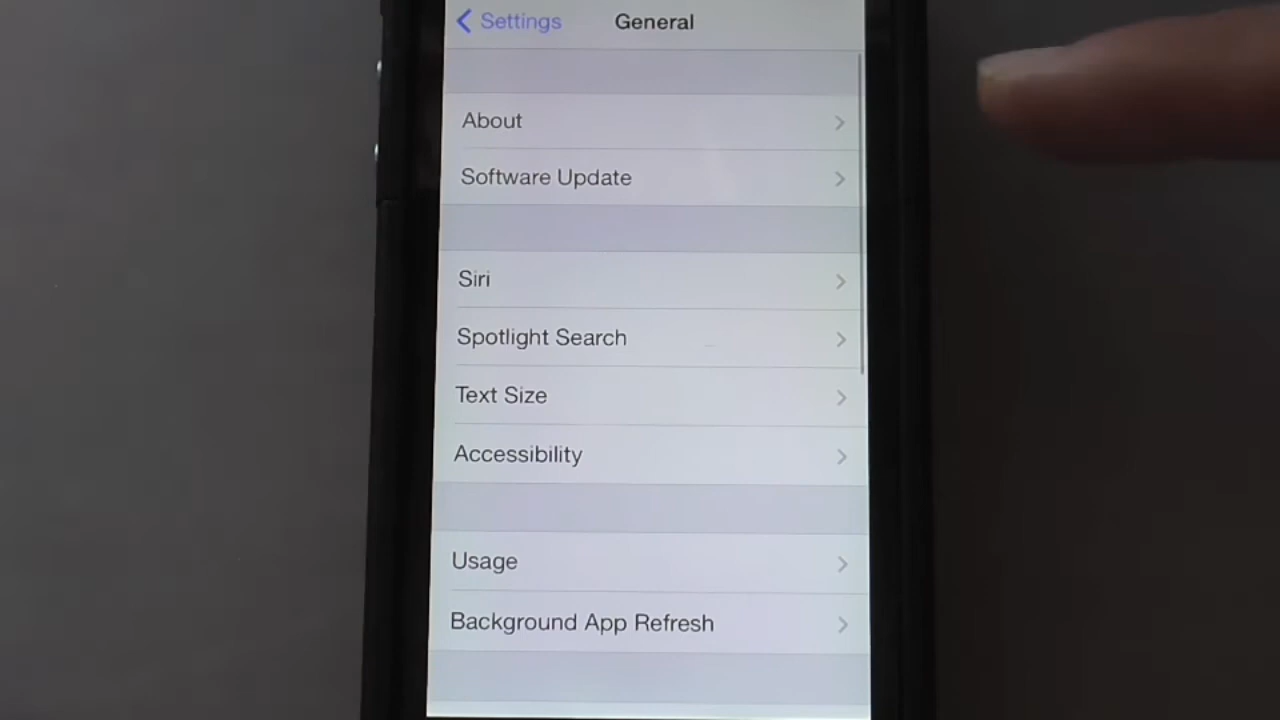 Settings
General
About
Software Update
Siri
Spotlight Search
Text Size
Accessibility
Usage
Background App Refresh